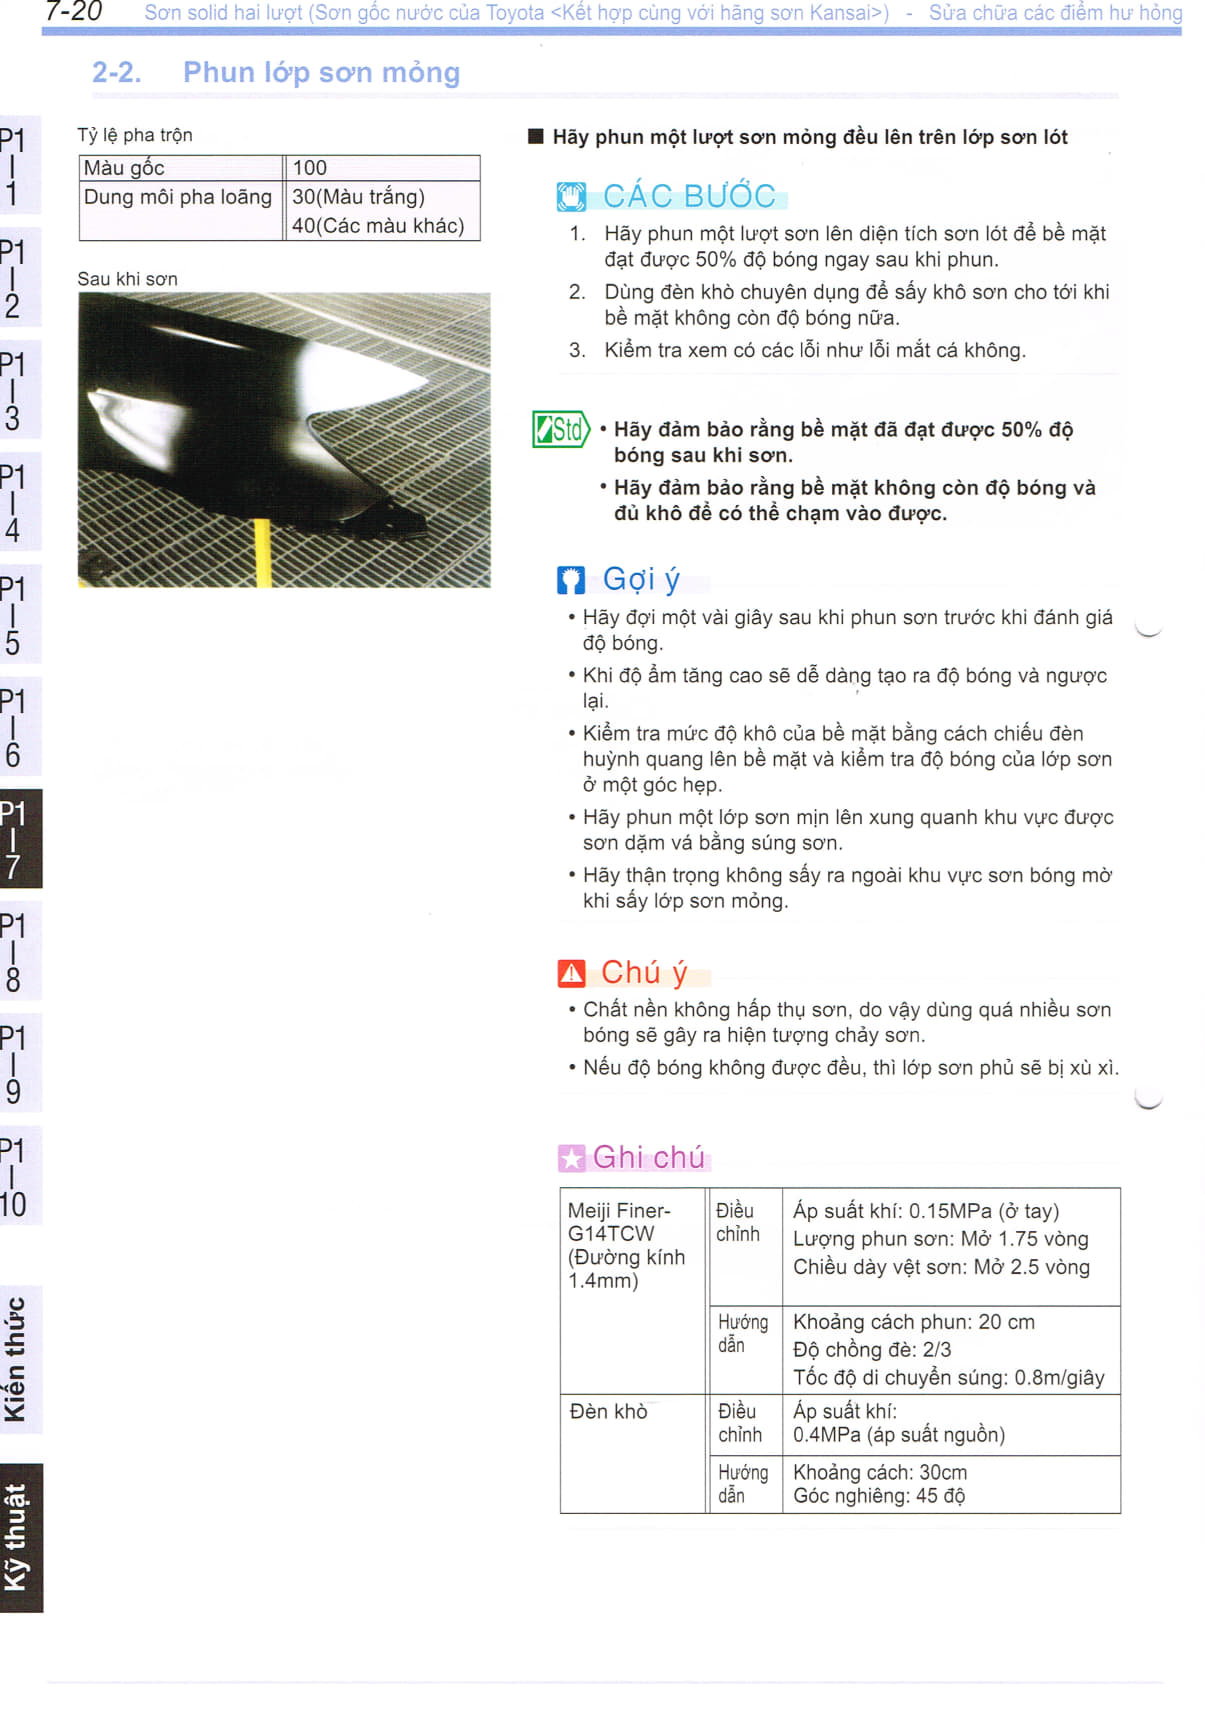 7-20 Sơn solid hai lượt (Sơn gốc nước của Toyota <Kết hợp cùng với hãng sơn Kansai>) - Sửa chữa các điểm hư hỏng
2-2. Phun lớp sơn mỏng
Tỷ lệ pha trộn
Màu gốc 100
Dung môi pha loãng 30(Màu trắng)
40(Các màu khác)
Sau khi sơn
■ Hãy phun một lượt sơn mỏng đều lên trên lớp sơn lót
CÁC BƯỚC
1. Hãy phun một lượt sơn lên diện tích sơn lót để bề mặt
đạt được 50% độ bóng ngay sau khi phun.
2. Dùng đèn khò chuyên dụng để sấy khô sơn cho tới khi
bề mặt không còn độ bóng nữa.
3. Kiểm tra xem có các lỗi như lỗi mắt cá không.
Std • Hãy đảm bảo rằng bề mặt đã đạt được 50% độ
bóng sau khi sơn.
• Hãy đảm bảo rằng bề mặt không còn độ bóng và
đủ khô để có thể chạm vào được.
Gợi ý
• Hãy đợi một vài giây sau khi phun sơn trước khi đánh giá
độ bóng.
• Khi độ ẩm tăng cao sẽ dễ dàng tạo ra độ bóng và ngược
lại.
• Kiểm tra mức độ khô của bề mặt bằng cách chiếu đèn
huỳnh quang lên bề mặt và kiểm tra độ bóng của lớp sơn
ở một góc hẹp.
• Hãy phun một lớp sơn mịn lên xung quanh khu vực được
sơn dặm vá bằng súng sơn.
• Hãy thận trọng không sấy ra ngoài khu vực sơn bóng mờ
khi sấy lớp sơn mỏng.
Chú ý
• Chất nền không hấp thụ sơn, do vậy dùng quá nhiều sơn
bóng sẽ gây ra hiện tượng chảy sơn.
• Nếu độ bóng không được đều, thì lớp sơn phủ sẽ bị xù xì.
Ghi chú
Meiji Finer-
G14TCW
(Đường kính
1.4mm)
Điều
chỉnh
Áp suất khí: 0.15MPa (ở tay)
Lượng phun sơn: Mở 1.75 vòng
Chiều dày vệt sơn: Mở 2.5 vòng
Hướng
dẫn
Khoảng cách phun: 20 cm
Độ chồng đè: 2/3
Tốc độ di chuyển súng: 0.8m/giây
Đèn khò
Điều
chỉnh
Áp suất khí:
0.4MPa (áp suất nguồn)
Hướng
dẫn
Khoảng cách: 30cm
Góc nghiêng: 45 độ
P1
1
P1
2
P1
3
P1
4
P1
5
P1
6
P1
7
P1
8
P1
9
P1
10
Kiến thức
Kỹ thuật